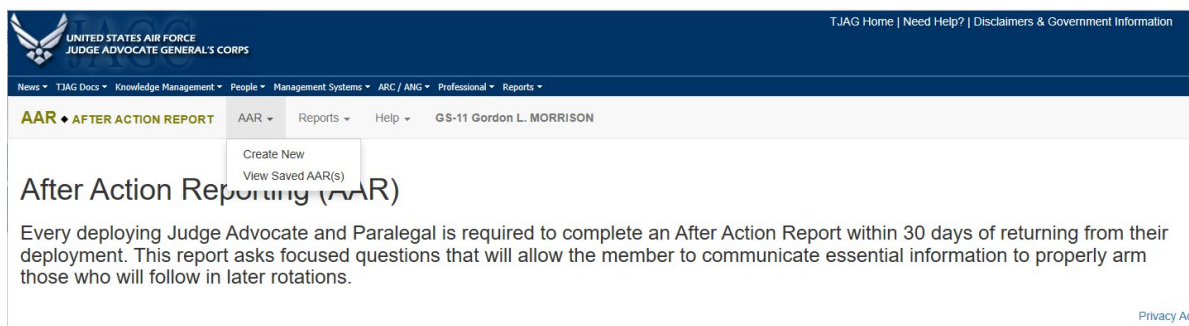 TJAG Home | Need Help? | Disclaimers & Government Information
UNITED STATES AIR FORCE
JUDGE ADVOCATE GENERAL'S CORPS
News TJAG Docs Knowledge Management People Management Systems ARC / ANG Professional Reports
AAR ◆ AFTER ACTION REPORT AAR Reports Help GS-11 Gordon L. MORRISON
Create New
View Saved AAR(s)
After Action Reporting (AAR)
Every deploying Judge Advocate and Paralegal is required to complete an After Action Report within 30 days of returning from their
deployment. This report asks focused questions that will allow the member to communicate essential information to properly arm
those who will follow in later rotations.
Privacy